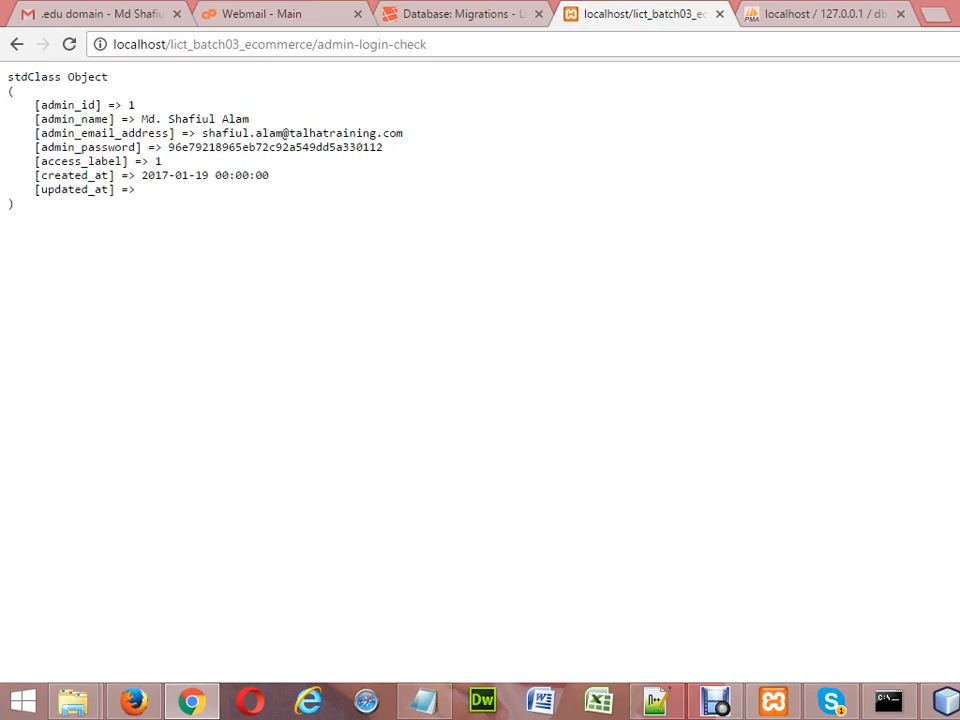 .edu domain - Md Shafiu
Webmail - Main
Database: Migrations - L
localhost/lict_batch03_ec
localhost / 127.0.0.1 / db
localhost/lict_batch03_ecommerce/admin-login-check
stdClass Object
(
[admin_id] => 1
[admin_name] => Md. Shafiul Alam
[admin_email_address] => shafiul.alam@talhatraining.com
[admin_password] => 96e79218965eb72c92a549dd5a330112
[access_label] => 1
[created_at] => 2017-01-19 00:00:00
[updated_at] =>
)